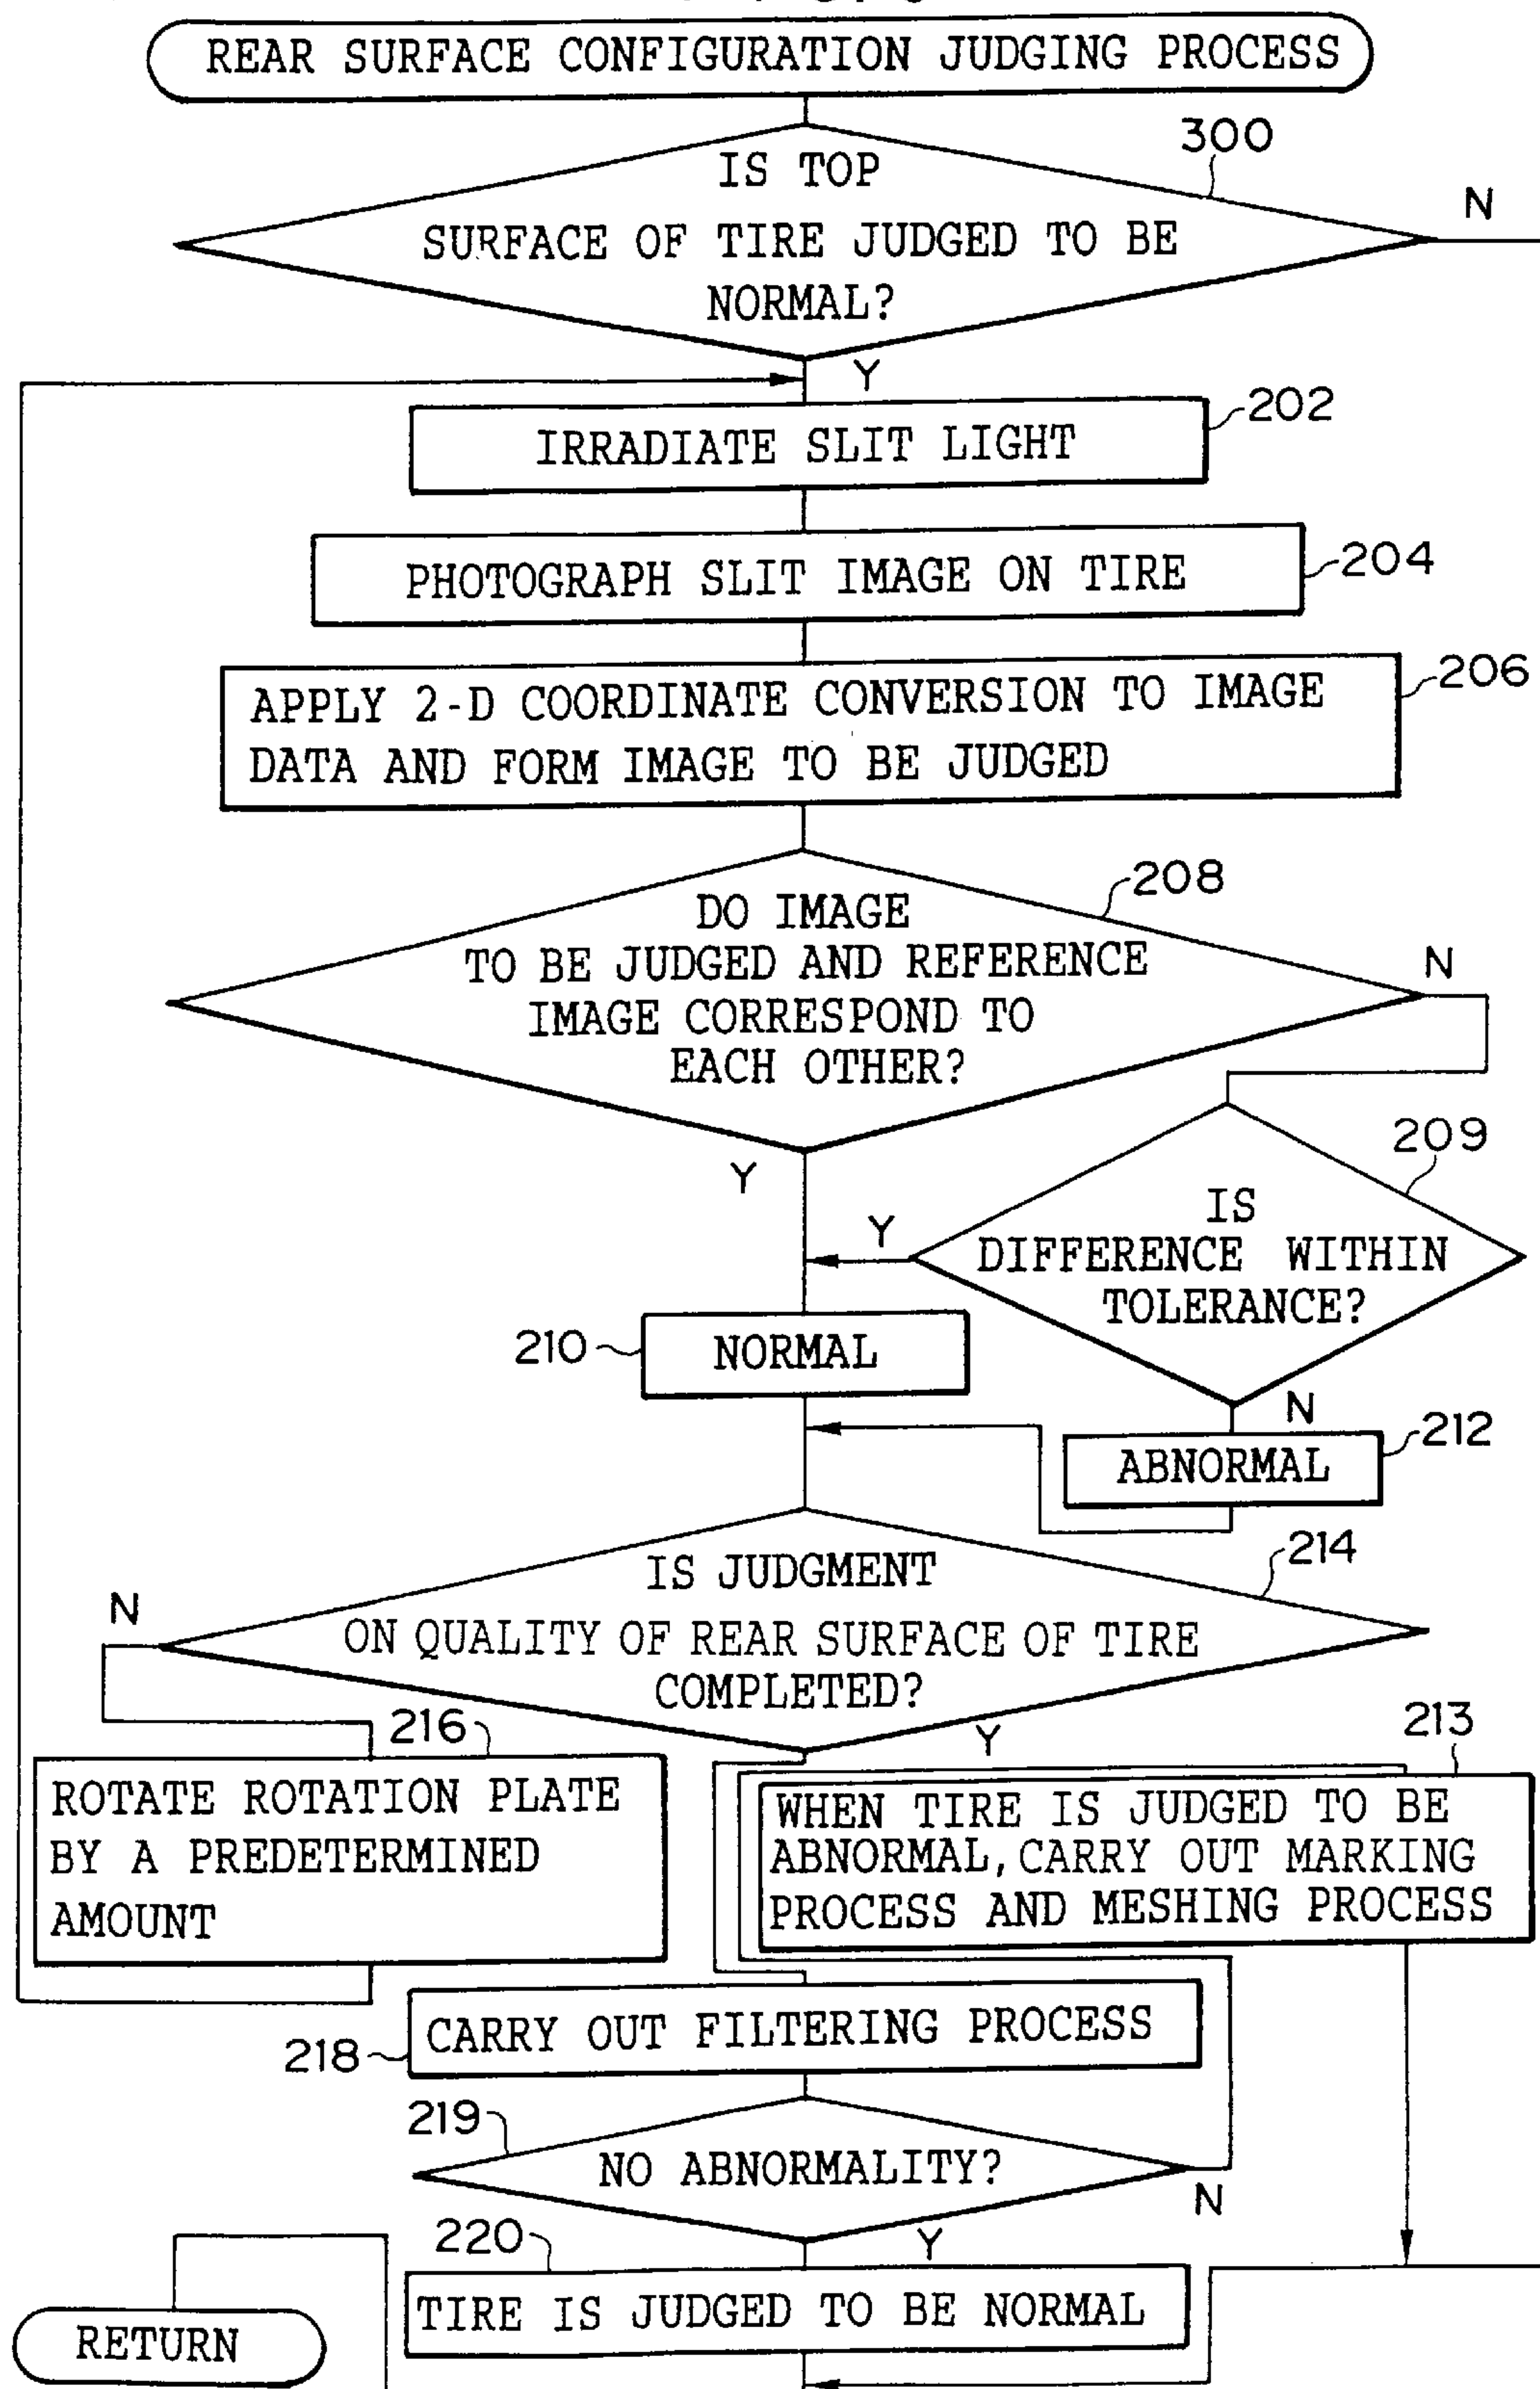 REAR SURFACE CONFIGURATION JUDGING PROCESS
300
IS TOP
SURFACE OF TIRE JUDGED TO BE
NORMAL?
N
Y
202
IRRADIATE SLIT LIGHT
PHOTOGRAPH SLIT IMAGE ON TIRE
204
206
APPLY 2-D COORDINATE CONVERSION TO IMAGE
DATA AND FORM IMAGE TO BE JUDGED
208
DO IMAGE
TO BE JUDGED AND REFERENCE
IMAGE CORRESPOND TO
EACH OTHER?
N
Y
209
IS
DIFFERENCE WITHIN
TOLERANCE?
Y
210
NORMAL
N
212
ABNORMAL
214
IS JUDGMENT
ON QUALITY OF REAR SURFACE OF TIRE
COMPLETED?
N
Y
216
ROTATE ROTATION PLATE
BY A PREDETERMINED
AMOUNT
213
WHEN TIRE IS JUDGED TO BE
ABNORMAL, CARRY OUT MARKING
PROCESS AND MESHING PROCESS
218
CARRY OUT FILTERING PROCESS
219
NO ABNORMALITY?
N
Y
220
TIRE IS JUDGED TO BE NORMAL
RETURN